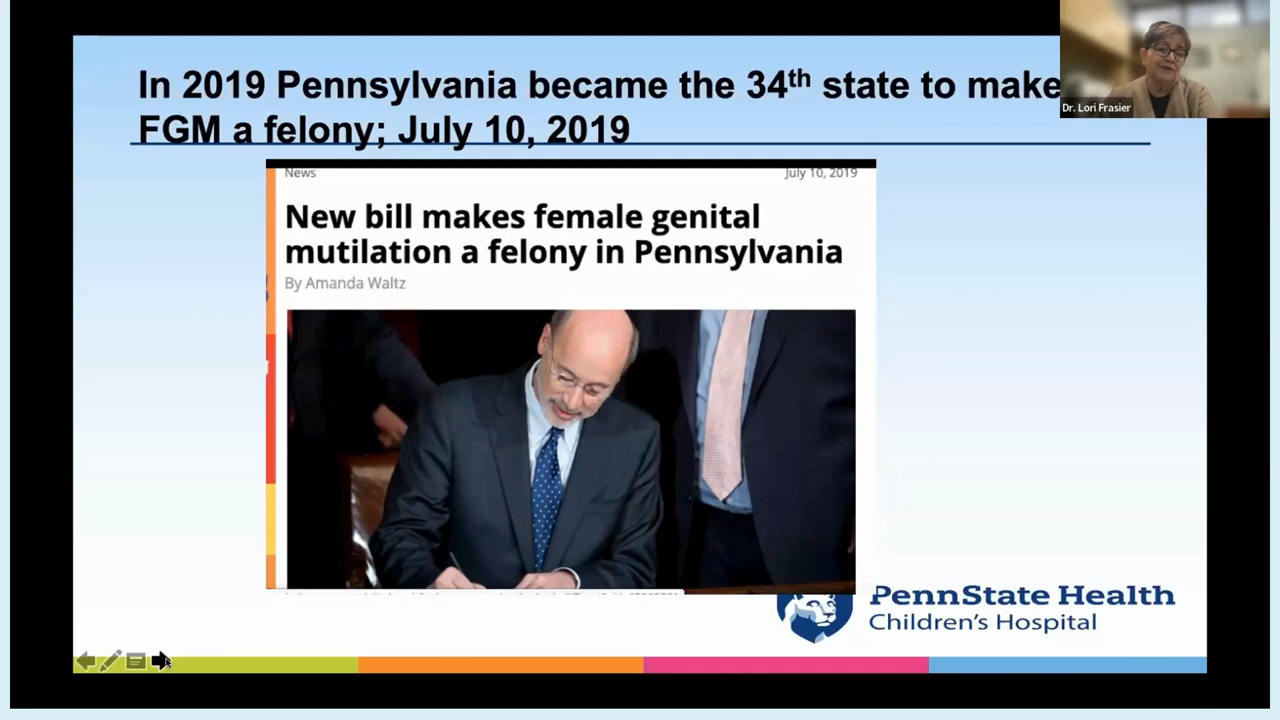 In 2019 Pennsylvania became the 34th state to make
FGM a felony; July 10, 2019
Dr. Lori Frasier
News
July 10, 2019
New bill makes female genital
mutilation a felony in Pennsylvania
By Amanda Waltz
PennState Health
Children's Hospital